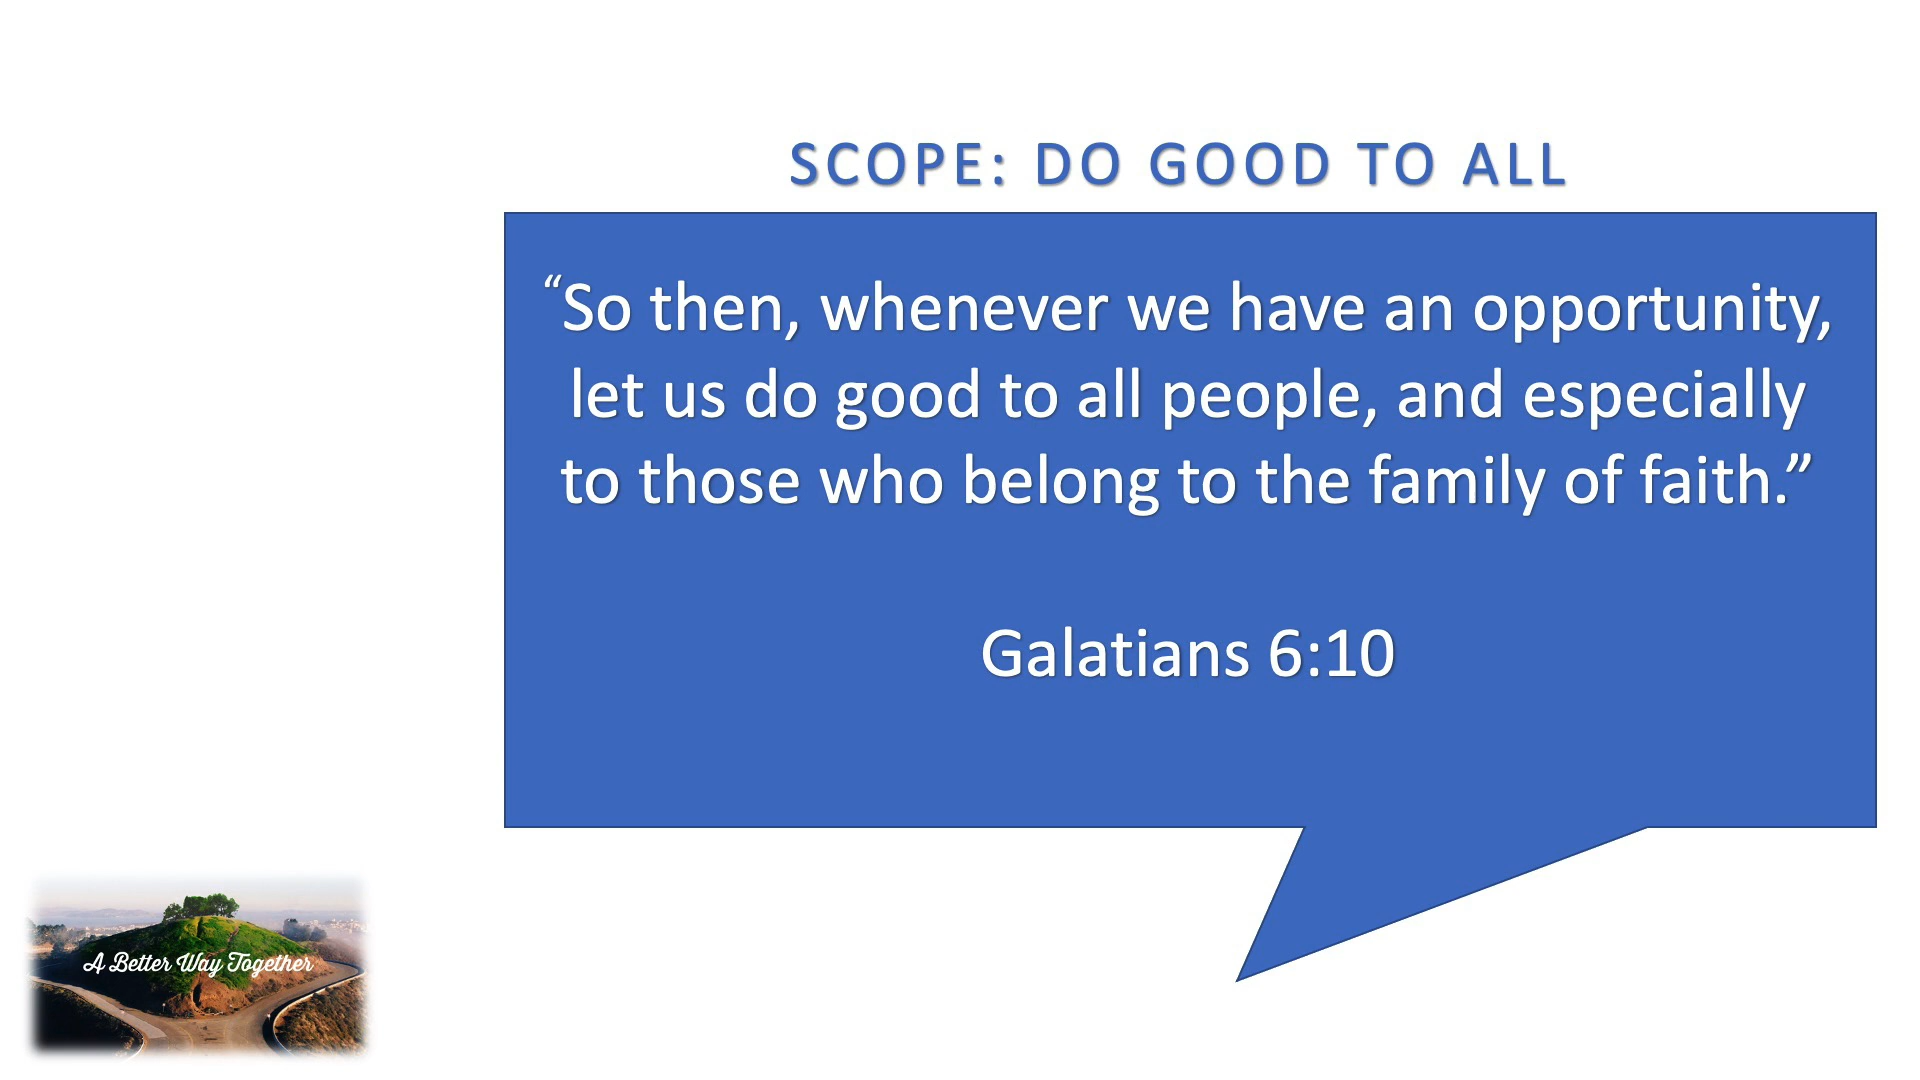 SCOPE: DO GOOD TO ALL
“So then, whenever we have an opportunity,
let us do good to all people, and especially
to those who belong to the family of faith.”
Galatians 6:10
A Better Way Together